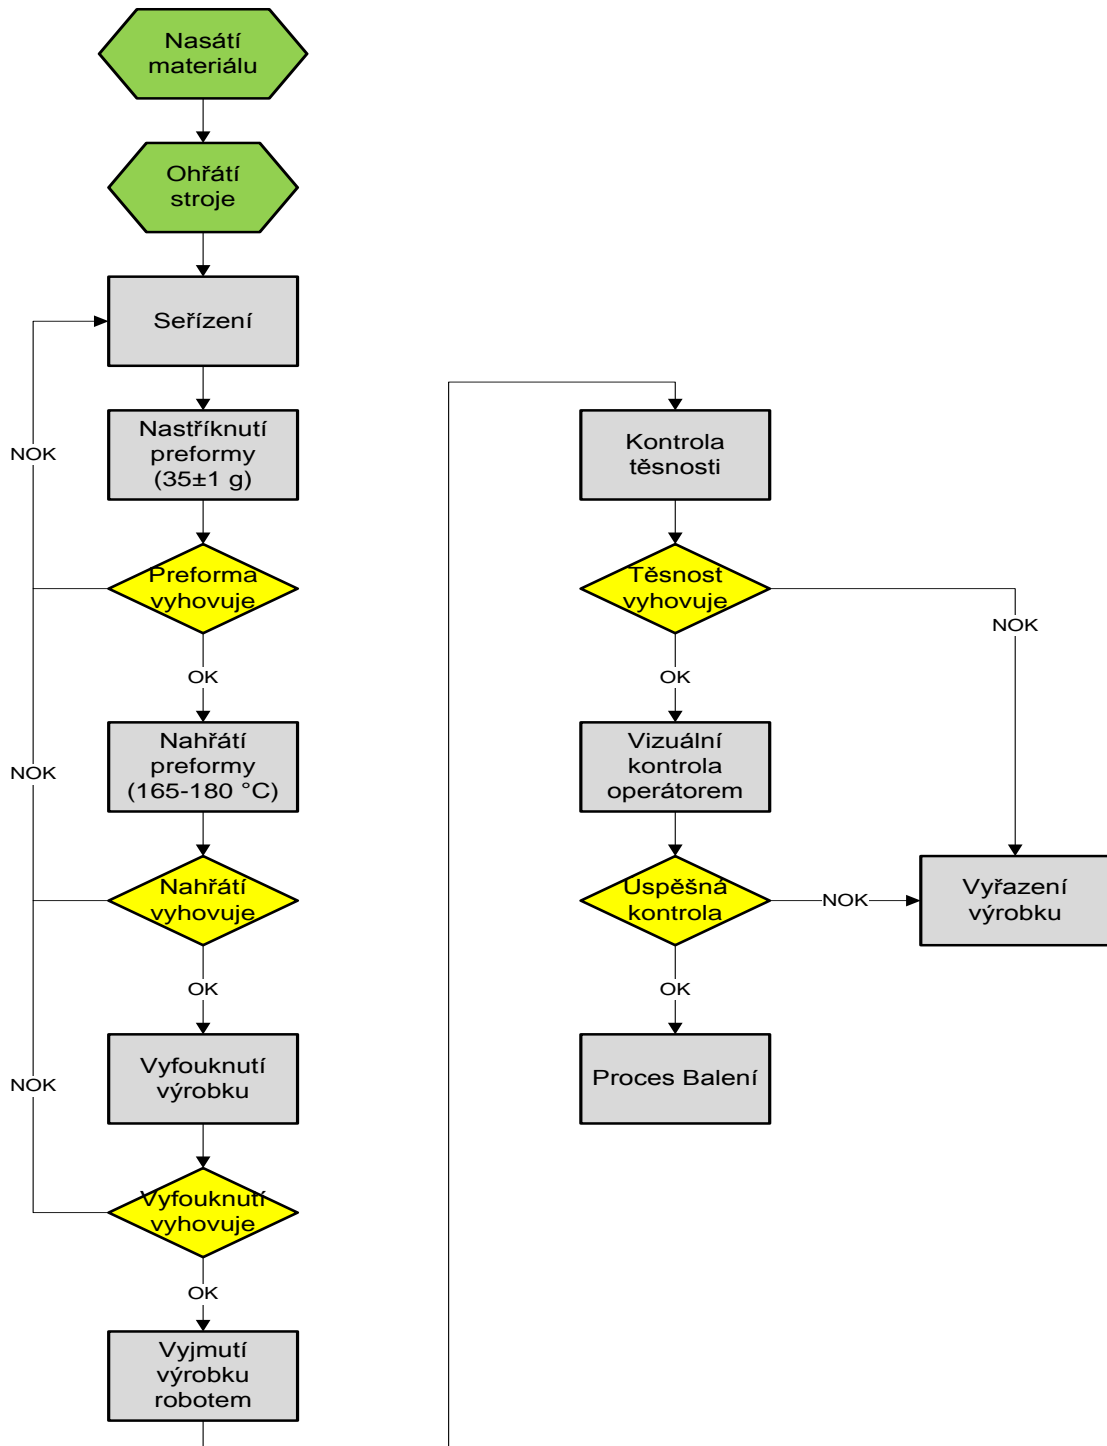 Nasátí
materiálu
Ohřátí
stroje
Seřízení
Nastříknutí
preformy
(35±1 g)
NOK
Preforma
vyhovuje
OK
Nahřátí
preformy
(165-180 °C)
NOK
Nahřátí
vyhovuje
OK
Vyfouknutí
výrobku
NOK
Vyfouknutí
vyhovuje
OK
Vyjmutí
výrobku
robotem
Kontrola
těsnosti
Těsnost
vyhovuje
NOK
OK
Vizuální
kontrola
operátorem
Uspěšná
kontrola
NOK
Vyřazení
výrobku
OK
Proces Balení